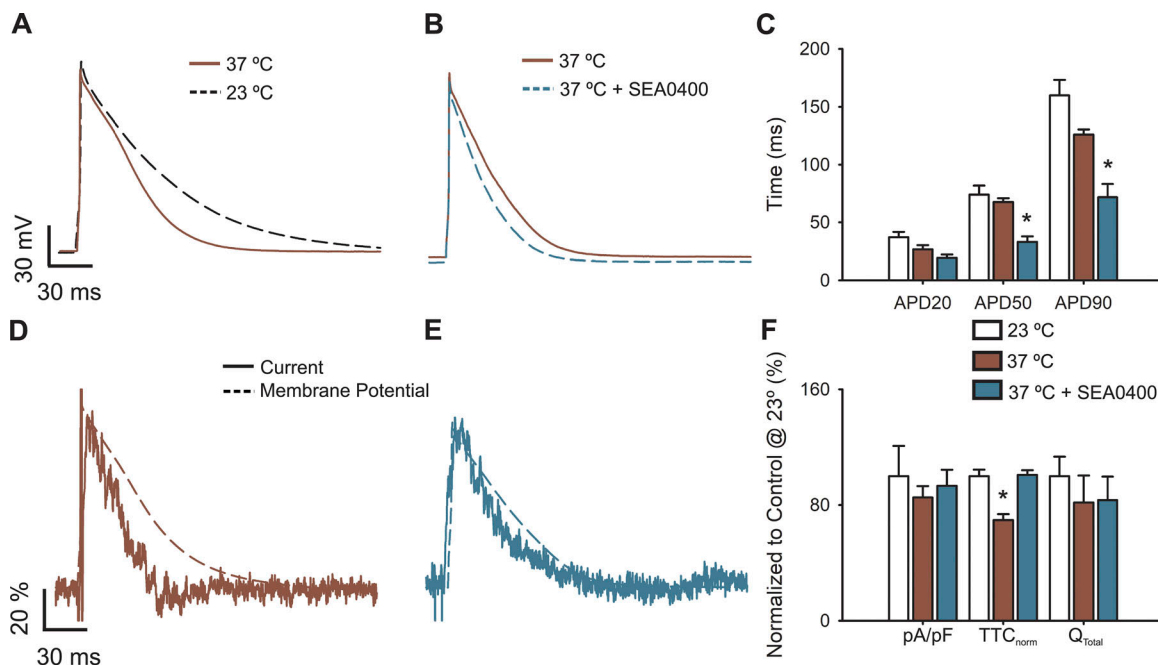 A
37 ºC
23 ºC
30 mV
30 ms
B
37 ºC
37 ºC + SEA0400
C
200
150
100
50
0
Time (ms)
*
*
APD20
APD50
APD90
D
Current
Membrane Potential
20 %
30 ms
E
F
23 ºC
37 ºC
37 ºC + SEA0400
Normalized to Control @ 23º (%)
160
80
0
*
pA/pF
TTCnorm
QTotal